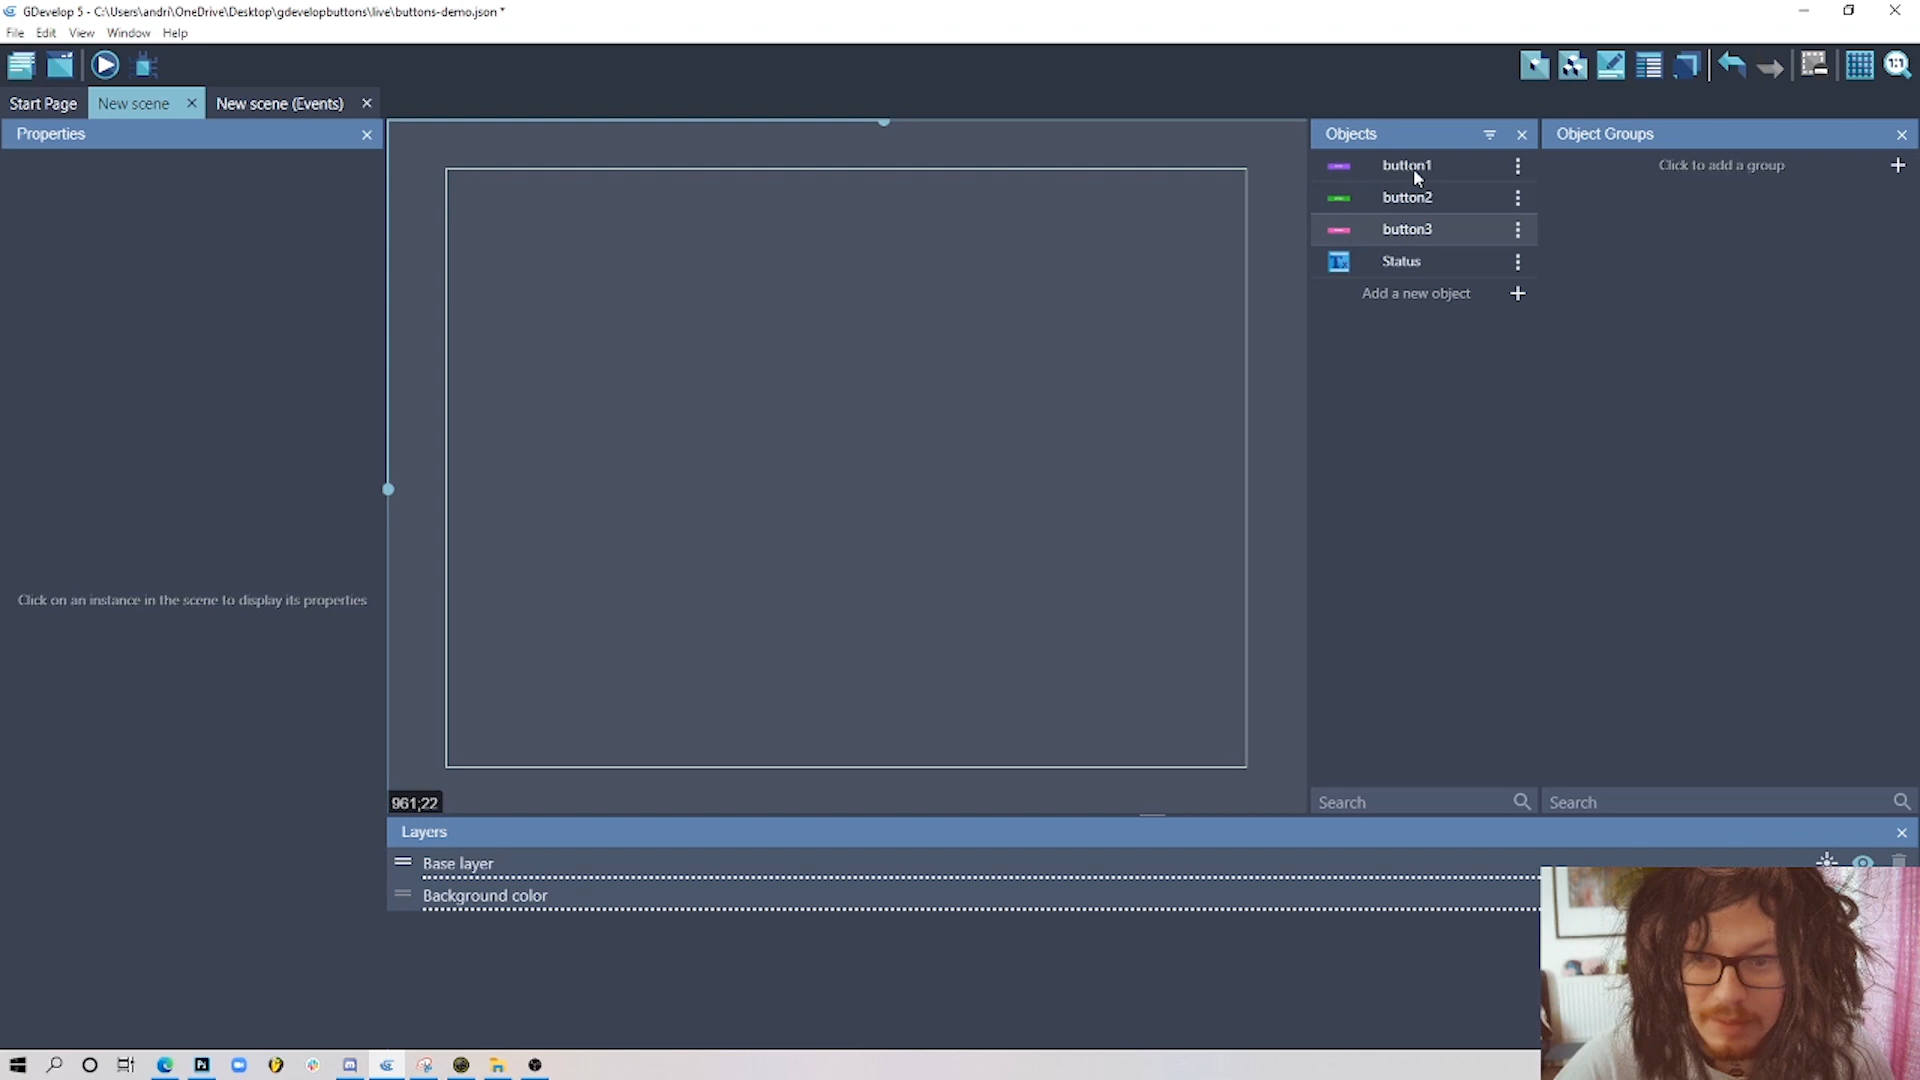 GDevelop 5 - C:\Users\andri\OneDrive\Desktop\gdevelopbuttons\live\buttons-demo.json *
File Edit View Window Help
1:1
Start Page New scene New scene (Events)
Properties
Objects
Object Groups
button1
Click to add a group
button2
button3
Status
Add a new object
Click on an instance in the scene to display its properties
961;22
Search
Search
Layers
Base layer
Background color